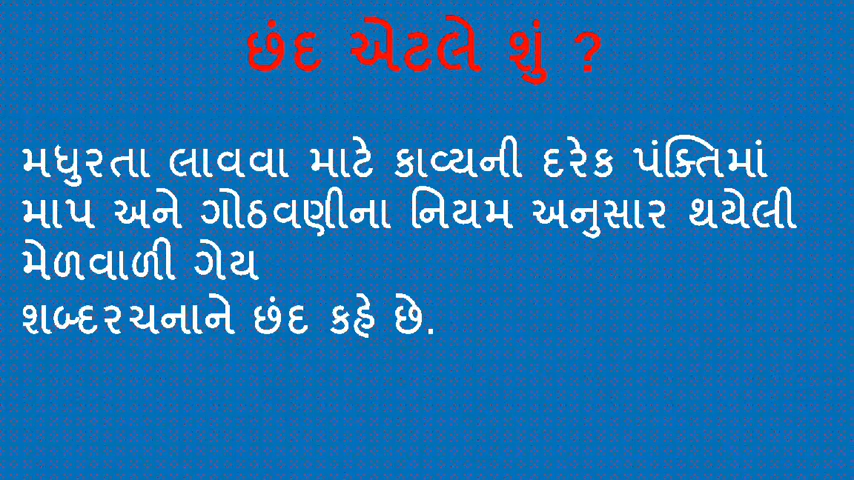 છંદ એટલે શું ?
મધુરતા લાવવા માટે કાવ્યની દરેક પંક્તિમાં
માપ અને ગોઠવણીના નિયમ અનુસાર થયેલી
મેળવાળી ગેય
શબ્દરચનાને છંદ કહે છે.